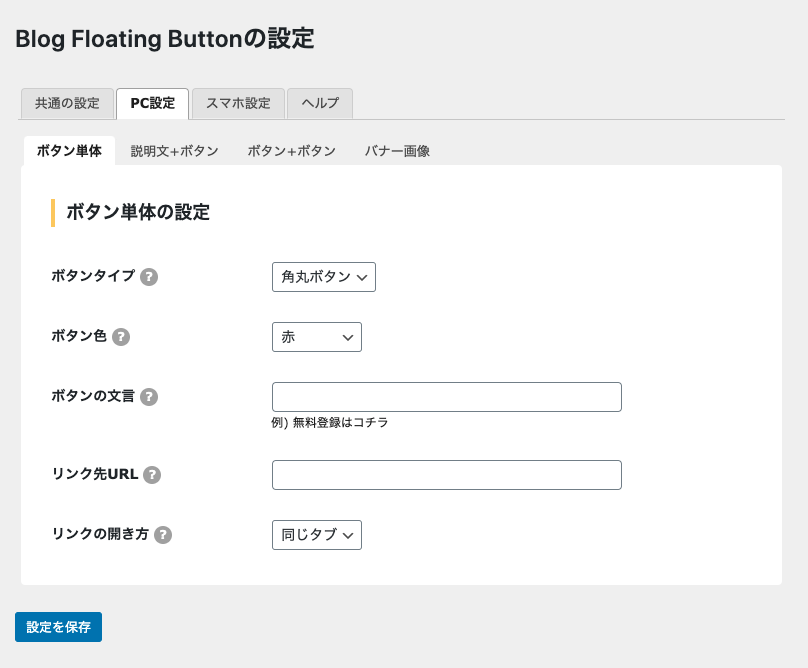 Blog Floating Buttonの設定
共通の設定 PC設定 スマホ設定 ヘルプ
ボタン単体 説明文+ボタン ボタン+ボタン バナー画像
ボタン単体の設定
ボタンタイプ ? 角丸ボタン
ボタン色 ? 赤
ボタンの文言 ?
例) 無料登録はコチラ
リンク先URL ?
リンクの開き方 ? 同じタブ
設定を保存